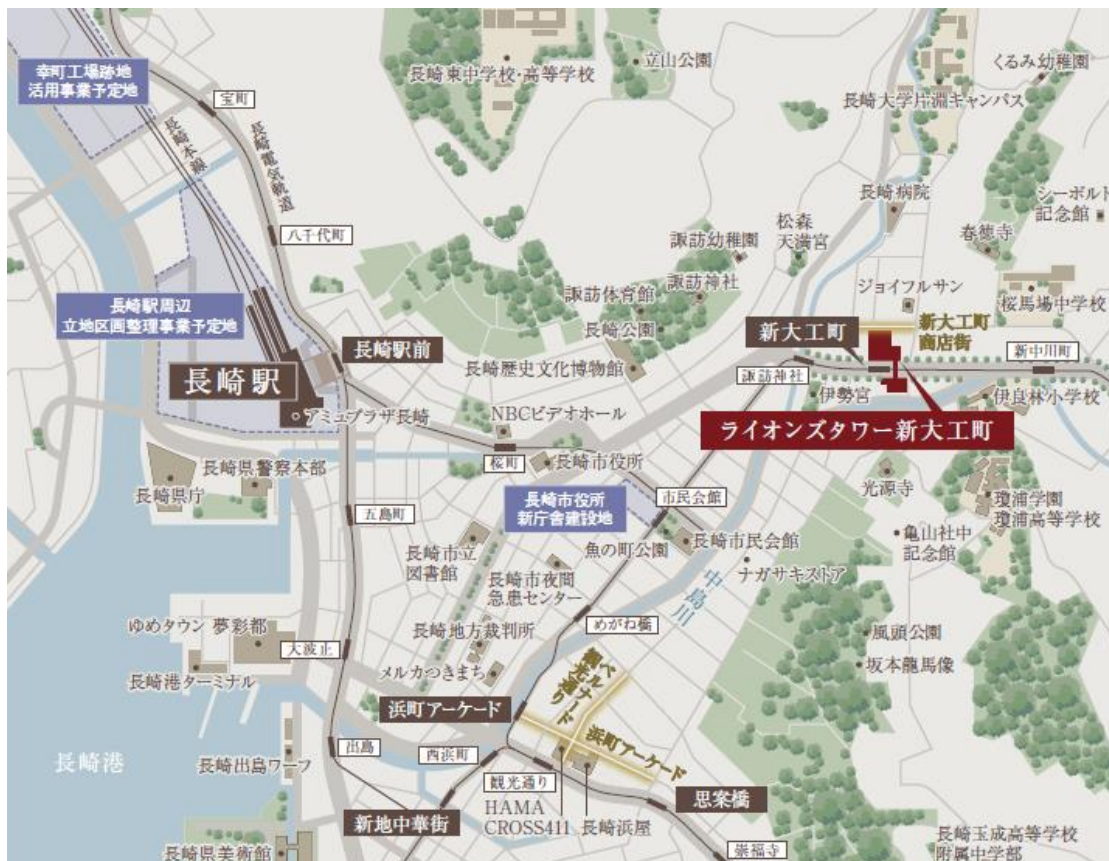 幸町工場跡地
活用事業予定地
宝町
長崎本線
長崎電気軌道
八千代町
長崎東中学校・高等学校
立山公園
くるみ幼稚園
長崎大学片淵キャンパス
長崎病院
シーボルト
記念館
春徳寺
松森
天満宮
諏訪幼稚園
諏訪神社
諏訪体育館
長崎公園
ジョイフルサン
桜馬場中学校
長崎駅周辺
立地区画整理事業予定地
長崎駅前
長崎駅
アミュプラザ長崎
長崎歴史文化博物館
新大工町
新大工町
商店街
新中川町
諏訪神社
伊勢宮
伊良林小学校
ライオンズタワー新大工町
NBCビデオホール
桜町
長崎市役所
長崎県警察本部
長崎県庁
五島町
長崎市役所
新庁舎建設地
市民会館
光源寺
瓊浦学園
瓊浦高等学校
長崎市立
図書館
魚の町公園
長崎市民会館
亀山社中
記念館
長崎市夜間
急患センター
ナガサキストア
中島川
めがね橋
ゆめタウン 夢彩都
大波止
長崎地方裁判所
風頭公園
坂本龍馬像
長崎港ターミナル
メルカつきまち
ベルナード
観光通り
浜町アーケード
浜町アーケード
出島
西浜町
長崎港
長崎出島ワーフ
観光通り
思案橋
新地中華街
HAMA
CROSS411
長崎浜屋
長崎県美術館
崇福寺
長崎玉成高等学校
附属中学部